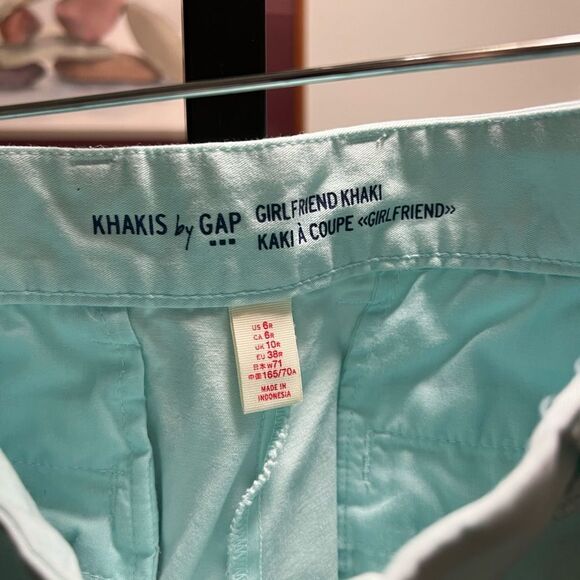 KHAKIS by GAP
GIRLFRIEND KHAKI
KAKI À COUPE «GIRLFRIEND»
US 6R
CA 6R
UK 10R
EU 38R
日本 W71
中国 165/70A
MADE IN
INDONESIA